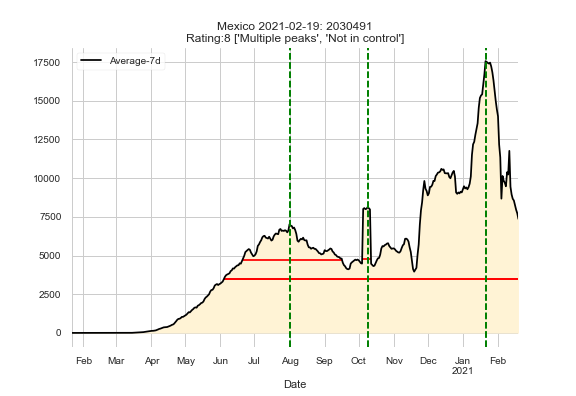 Mexico 2021-02-19: 2030491
Rating:8 ['Multiple peaks', 'Not in control']
Average-7d
17500
15000
12500
10000
7500
5000
2500
0
Feb Mar Apr May Jun Jul Aug Sep Oct Nov Dec Jan Feb
2021
Date